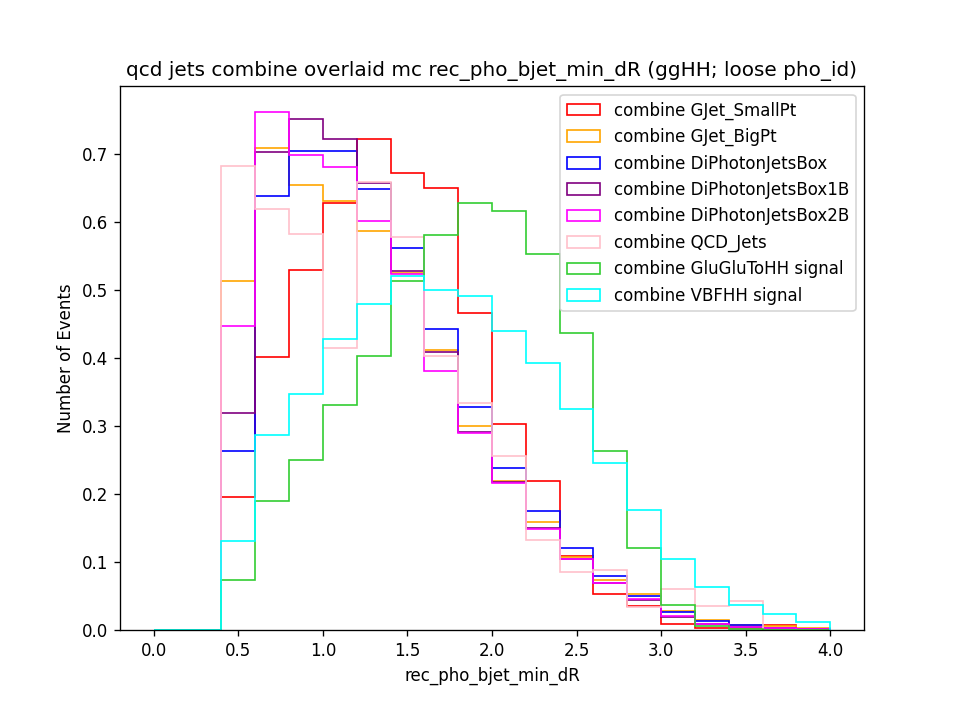 qcd jets combine overlaid mc rec_pho_bjet_min_dR (ggHH; loose pho_id)
combine GJet_SmallPt
combine GJet_BigPt
combine DiPhotonJetsBox
combine DiPhotonJetsBox1B
combine DiPhotonJetsBox2B
combine QCD_Jets
combine GluGluToHH signal
combine VBFHH signal
Number of Events
0.7
0.6
0.5
0.4
0.3
0.2
0.1
0.0
0.0 0.5 1.0 1.5 2.0 2.5 3.0 3.5 4.0
rec_pho_bjet_min_dR